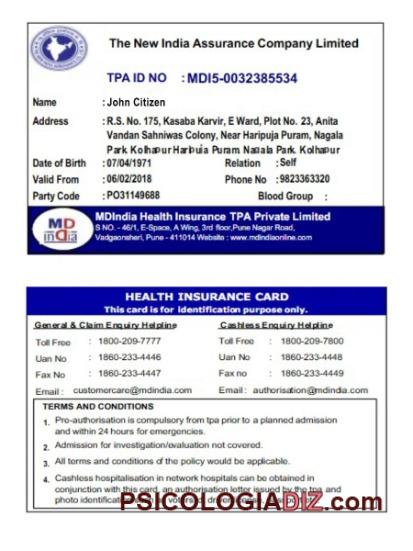 The New India Assurance Company Limited
TPA ID NO : MDI5-0032385534
Name : John Citizen
Address : R.S. No. 175, Kasaba Karvir, E Ward, Plot No. 23, Anita
Vandan Sahniwas Colony, Near Haripuja Puram, Nagala
Park Kolhapur Haripuja Puram Nagala Park Kolhapur
Date of Birth : 07/04/1971 Relation : Self
Valid From : 06/02/2018 Phone No : 9823363320
Party Code : PO31149688 Blood Group :
MD
india
MDIndia Health Insurance TPA Private Limited
S NO. - 46/1, E-Space, A Wing, 3rd floor,Pune Nagar Road,
Vadgaonsheri, Pune - 411014 Website : www.mdindiaonline.com
HEALTH INSURANCE CARD
This card is for identification purpose only.
General & Claim Enquiry Helpline Cashless Enquiry Helpline
Toll Free : 1800-209-7777 Toll Free : 1800-209-7800
Uan No : 1860-233-4446 Uan No : 1860-233-4448
Fax No : 1860-233-4447 Fax no : 1860-233-4449
Email : customercare@mdindia.com Email : authorisation@mdindia.com
TERMS AND CONDITIONS
1. Pre-authorisation is compulsory from tpa prior to a planned admission
and within 24 hours for emergencies.
2. Admission for investigation/evaluation not covered.
3. All terms and conditions of the policy would be applicable.
4. Cashless hospitalisation in network hospitals can be obtained in
conjunction with this card, an authorisation letter issued by the tpa and
photo
PSICOLOGIADIZ.com